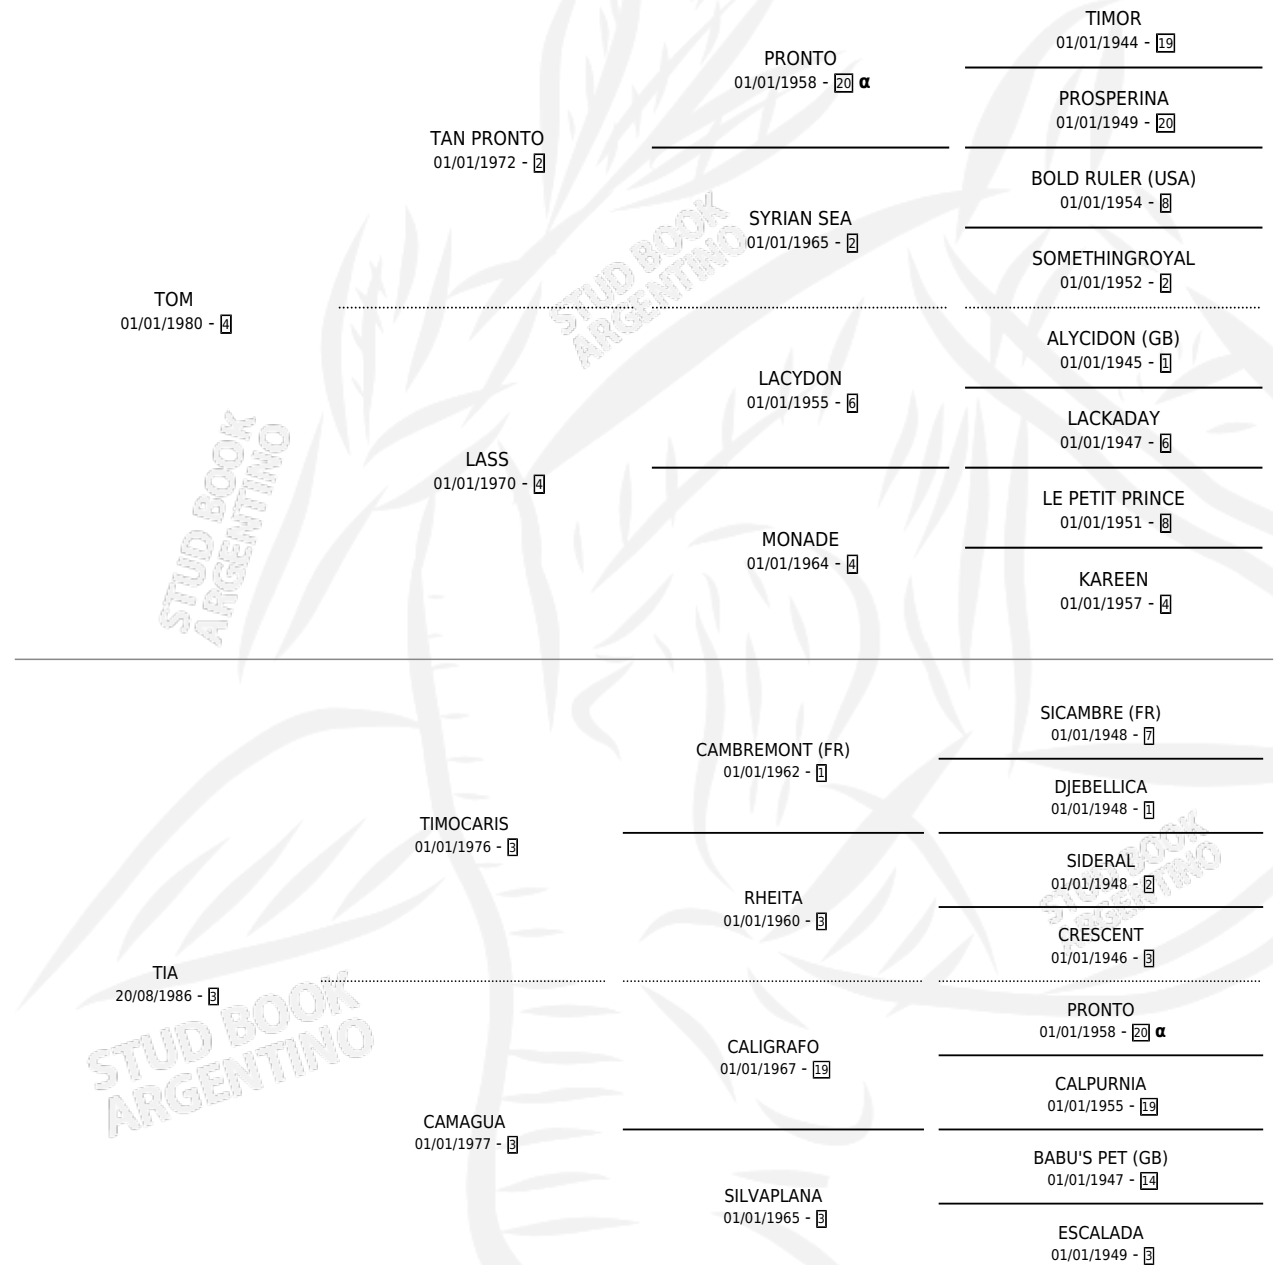 TIMOR
01/01/1944 - 19
PRONTO
01/01/1958 - 20 α
PROSPERINA
01/01/1949 - 20
TAN PRONTO
01/01/1972 - 2
BOLD RULER (USA)
01/01/1954 - 8
SYRIAN SEA
01/01/1965 - 2
SOMETHINGROYAL
01/01/1952 - 2
TOM
01/01/1980 - 4
STUD BOOK
ARGENTINO
ALYCIDON (GB)
01/01/1945 - 1
LACYDON
01/01/1955 - 6
LACKADAY
01/01/1947 - 6
LASS
01/01/1970 - 4
LE PETIT PRINCE
01/01/1951 - 8
MONADE
01/01/1964 - 4
KAREEN
01/01/1957 - 4
STUD BOOK
ARGENTINO
SICAMBRE (FR)
01/01/1948 - 7
CAMBREMONT (FR)
01/01/1962 - 1
DJEBELLICA
01/01/1948 - 1
TIMOCARIS
01/01/1976 - 3
SIDERAL
01/01/1948 - 2
RHEITA
01/01/1960 - 3
CRESCENT
01/01/1946 - 3
STUD BOOK
ARGENTINO
TIA
20/08/1986 - 3
PRONTO
01/01/1958 - 20 α
CALIGRAFO
01/01/1967 - 19
CALPURNIA
01/01/1955 - 19
CAMAGUA
01/01/1977 - 3
BABU'S PET (GB)
01/01/1947 - 14
SILVAPLANA
01/01/1965 - 3
ESCALADA
01/01/1949 - 3
STUD BOOK
ARGENTINO